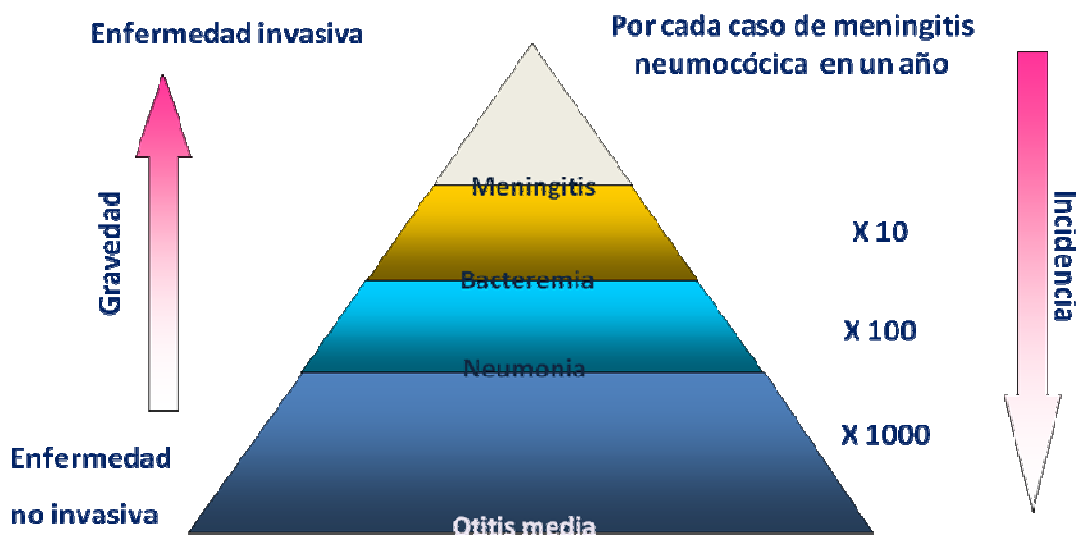 Enfermedad invasiva
Por cada caso de meningitis
neumocócica en un año
Gravedad
Incidencia
Meningitis
X 10
Bacteremia
X 100
Neumonia
X 1000
Enfermedad
no invasiva
Otitis media